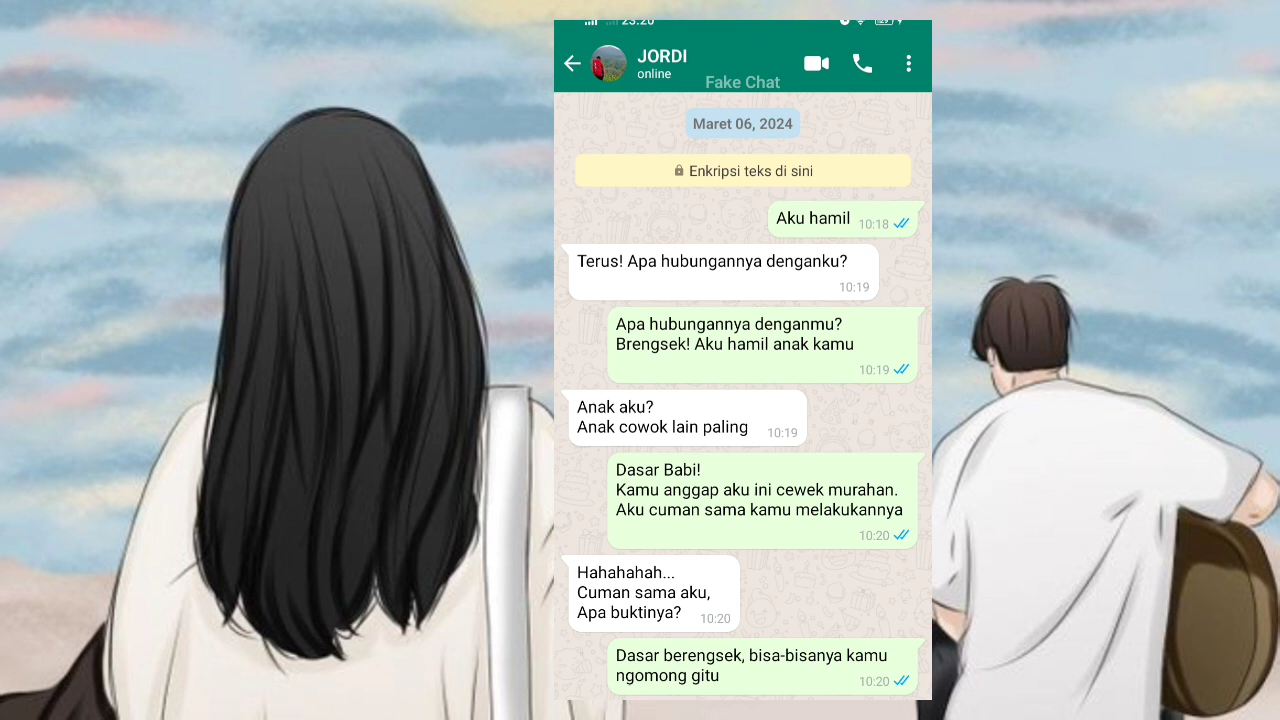 23:20
JORDI
online
Fake Chat
Maret 06, 2024
Enkripsi teks di sini
Aku hamil
10:18
Terus! Apa hubungannya denganku?
10:19
Apa hubungannya denganmu?
Brengsek! Aku hamil anak kamu
10:19
Anak aku?
Anak cowok lain paling
10:19
Dasar Babi!
Kamu anggap aku ini cewek murahan.
Aku cuman sama kamu melakukannya
10:20
Hahahahah...
Cuman sama aku,
Apa buktinya?
10:20
Dasar berengsek, bisa-bisanya kamu
ngomong gitu
10:20